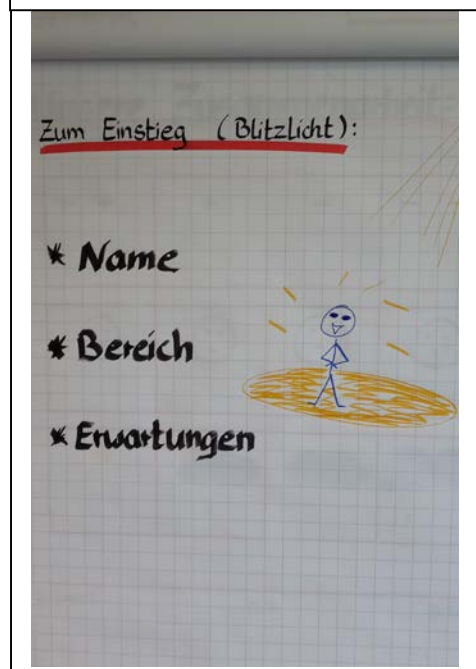 Zum Einstieg (Blitzlicht):
* Name
* Bereich
* Erwartungen